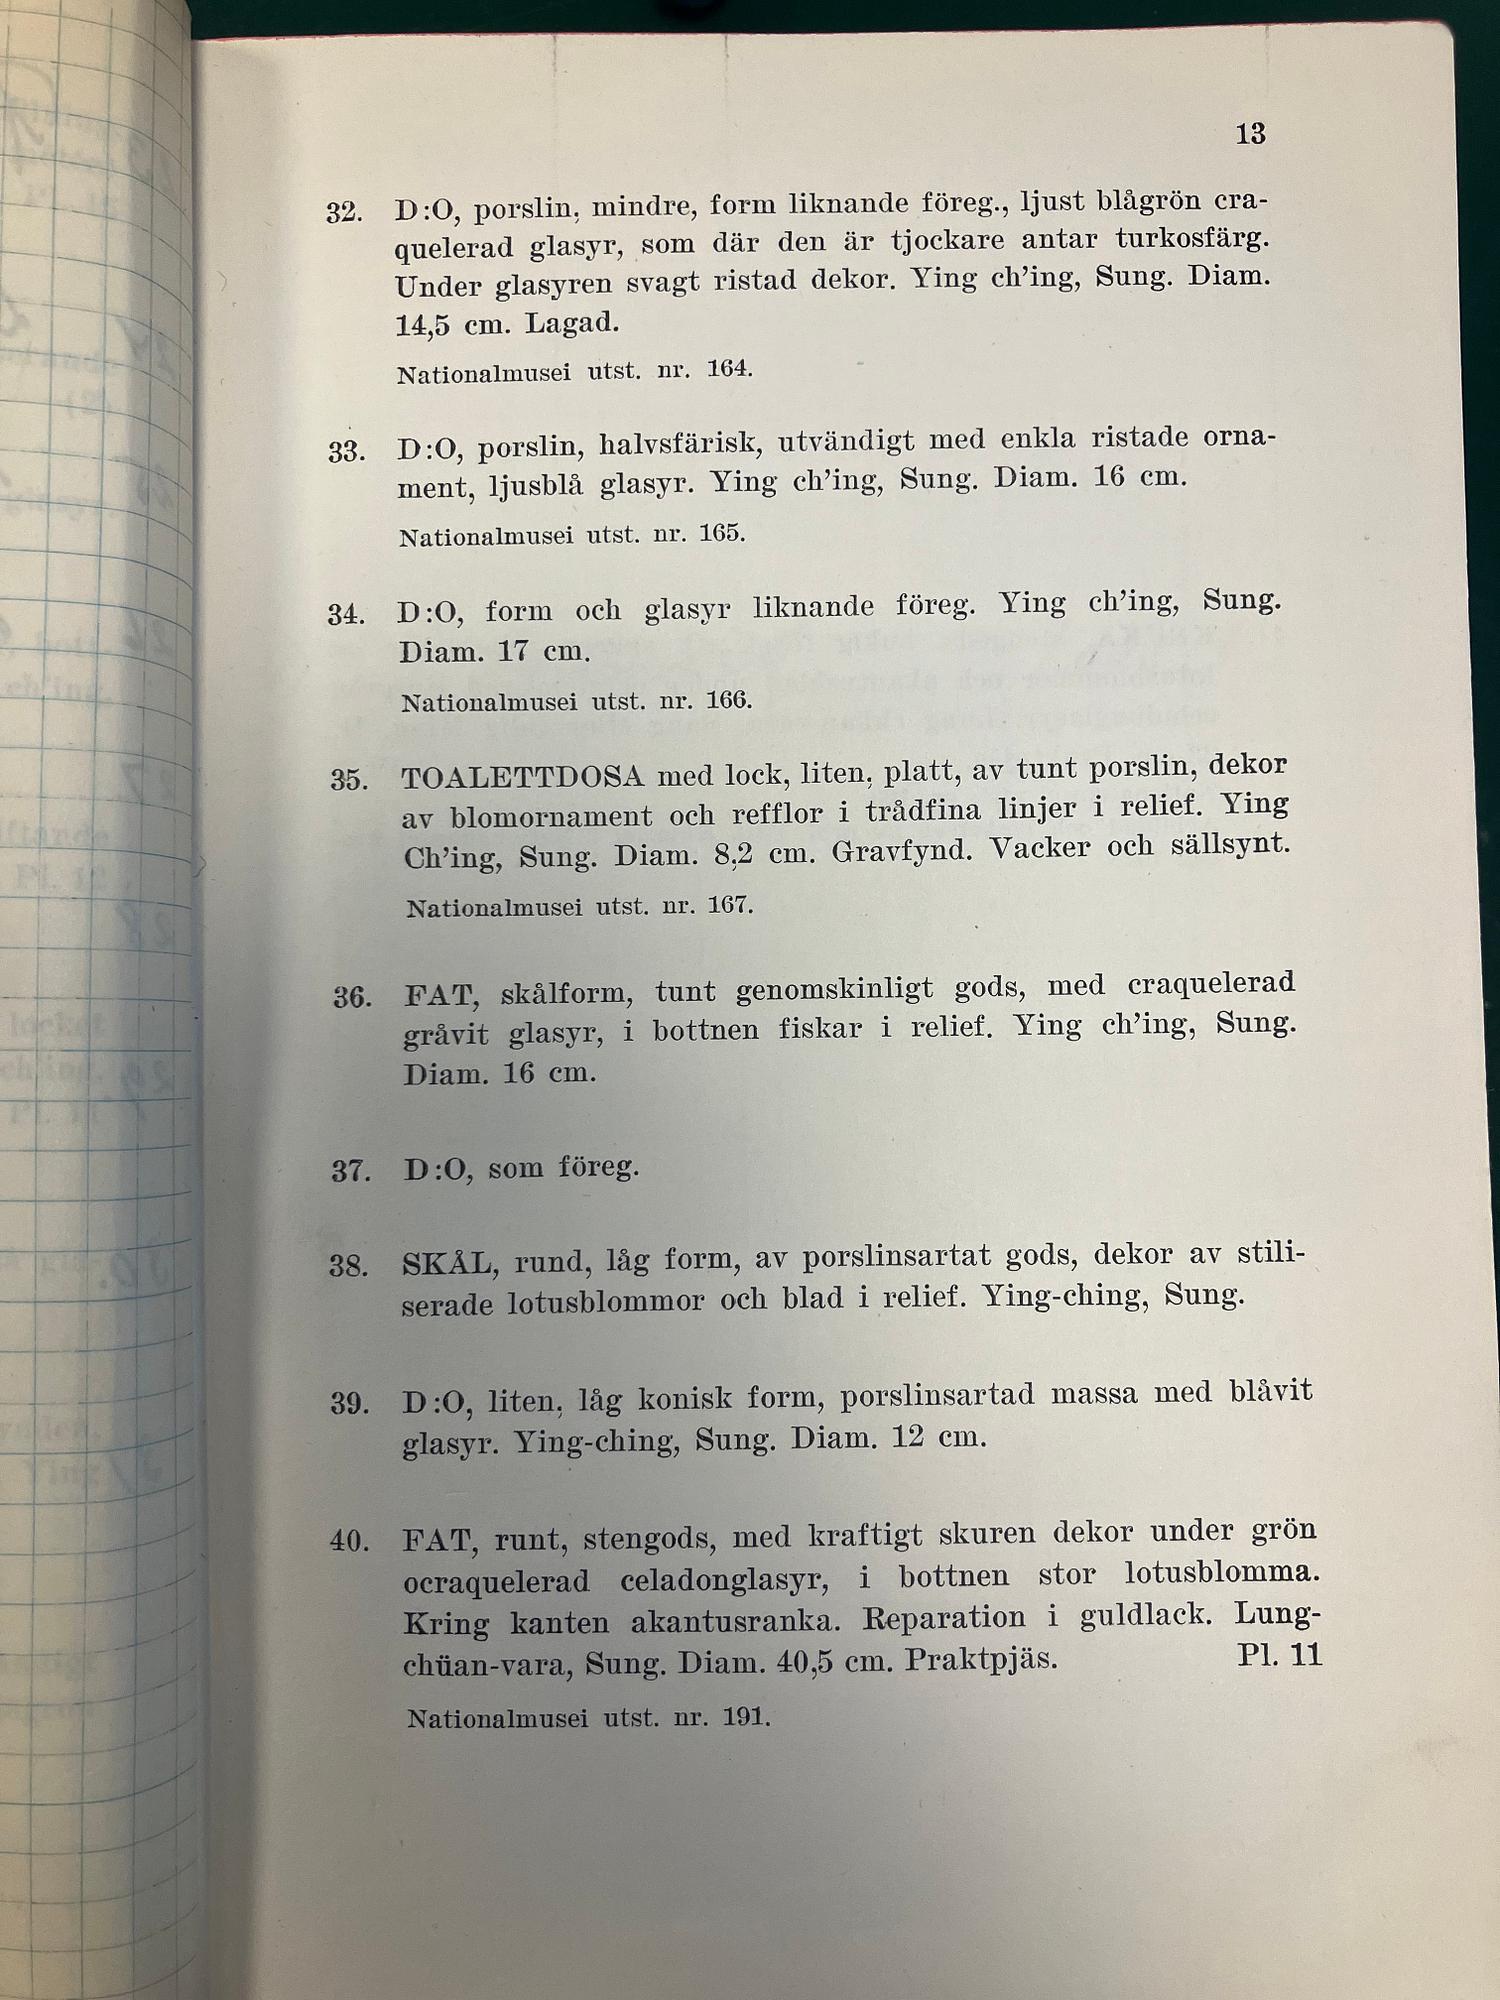 13
32. D:O, porslin, mindre, form liknande föreg., ljust blågrön cra-
quelerad glasyr, som där den är tjockare antar turkosfärg.
Under glasyren svagt ristad dekor. Ying ch'ing, Sung. Diam.
14,5 cm. Lagad.
Nationalmusei utst. nr. 164.
33. D:O, porslin, halvsfärisk, utvändigt med enkla ristade orna-
ment, ljusblå glasyr. Ying ch'ing, Sung. Diam. 16 cm.
Nationalmusei utst. nr. 165.
34. D:O, form och glasyr liknande föreg. Ying ch'ing, Sung.
Diam. 17 cm.
Nationalmusei utst. nr. 166.
35. TOALETTDOSA med lock, liten, platt, av tunt porslin, dekor
av blomornament och refflor i trådfina linjer i relief. Ying
Ch'ing, Sung. Diam. 8,2 cm. Gravfynd. Vacker och sällsynt.
Nationalmusei utst. nr. 167.
36. FAT, skålform, tunt genomskinligt gods, med craquelerad
gråvit glasyr, i bottnen fiskar i relief. Ying ch'ing, Sung.
Diam. 16 cm.
37. D:O, som föreg.
38. SKÅL, rund, låg form, av porslinsartat gods, dekor av stili-
serade lotusblommor och blad i relief. Ying-ching, Sung.
39. D:O, liten, låg konisk form, porslinsartad massa med blåvit
glasyr. Ying-ching, Sung. Diam. 12 cm.
40. FAT, runt, stengods, med kraftigt skuren dekor under grön
ocraquelerad celadonglasyr, i bottnen stor lotusblomma.
Kring kanten akantusranka. Reparation i guldlack. Lung-
chüan-vara, Sung. Diam. 40,5 cm. Praktpjäs. Pl. 11
Nationalmusei utst. nr. 191.